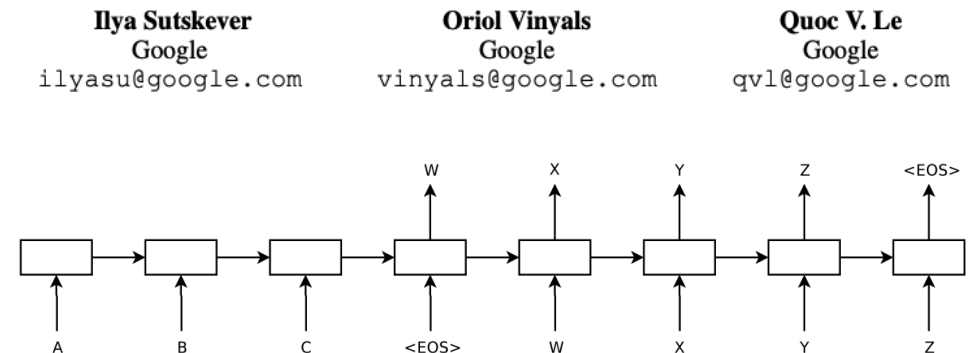 Ilya Sutskever Oriol Vinyals Quoc V. Le
Google Google Google
ilyasu@google.com vinyals@google.com qvl@google.com
W X Y Z <EOS>
A B C <EOS> W X Y Z